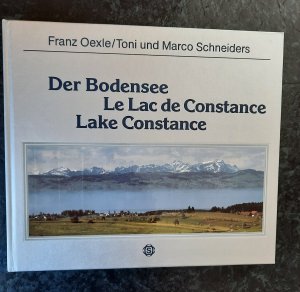 Franz Oexle/Toni und Marco Schneiders
Der Bodensee
Le Lac de Constance
Lake Constance